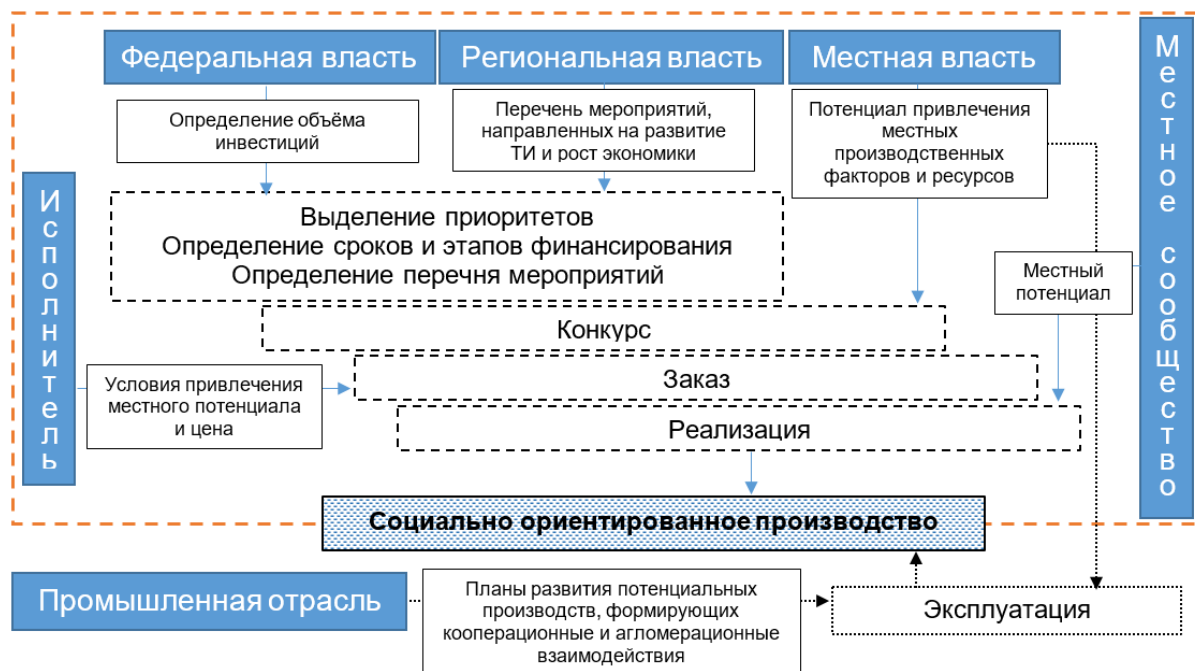 Федеральная власть
Региональная власть
Местная власть
Определение объёма
инвестиций
Перечень мероприятий,
направленных на развитие
ТИ и рост экономики
Потенциал привлечения
местных
производственных
факторов и ресурсов
Исполнитель
Местное сообщество
Выделение приоритетов
Определение сроков и этапов финансирования
Определение перечня мероприятий
Местный
потенциал
Конкурс
Заказ
Условия привлечения
местного потенциала
и цена
Реализация
Социально ориентированное производство
Промышленная отрасль
Планы развития потенциальных
производств, формирующих
кооперационные и агломерационные
взаимодействия
Эксплуатация